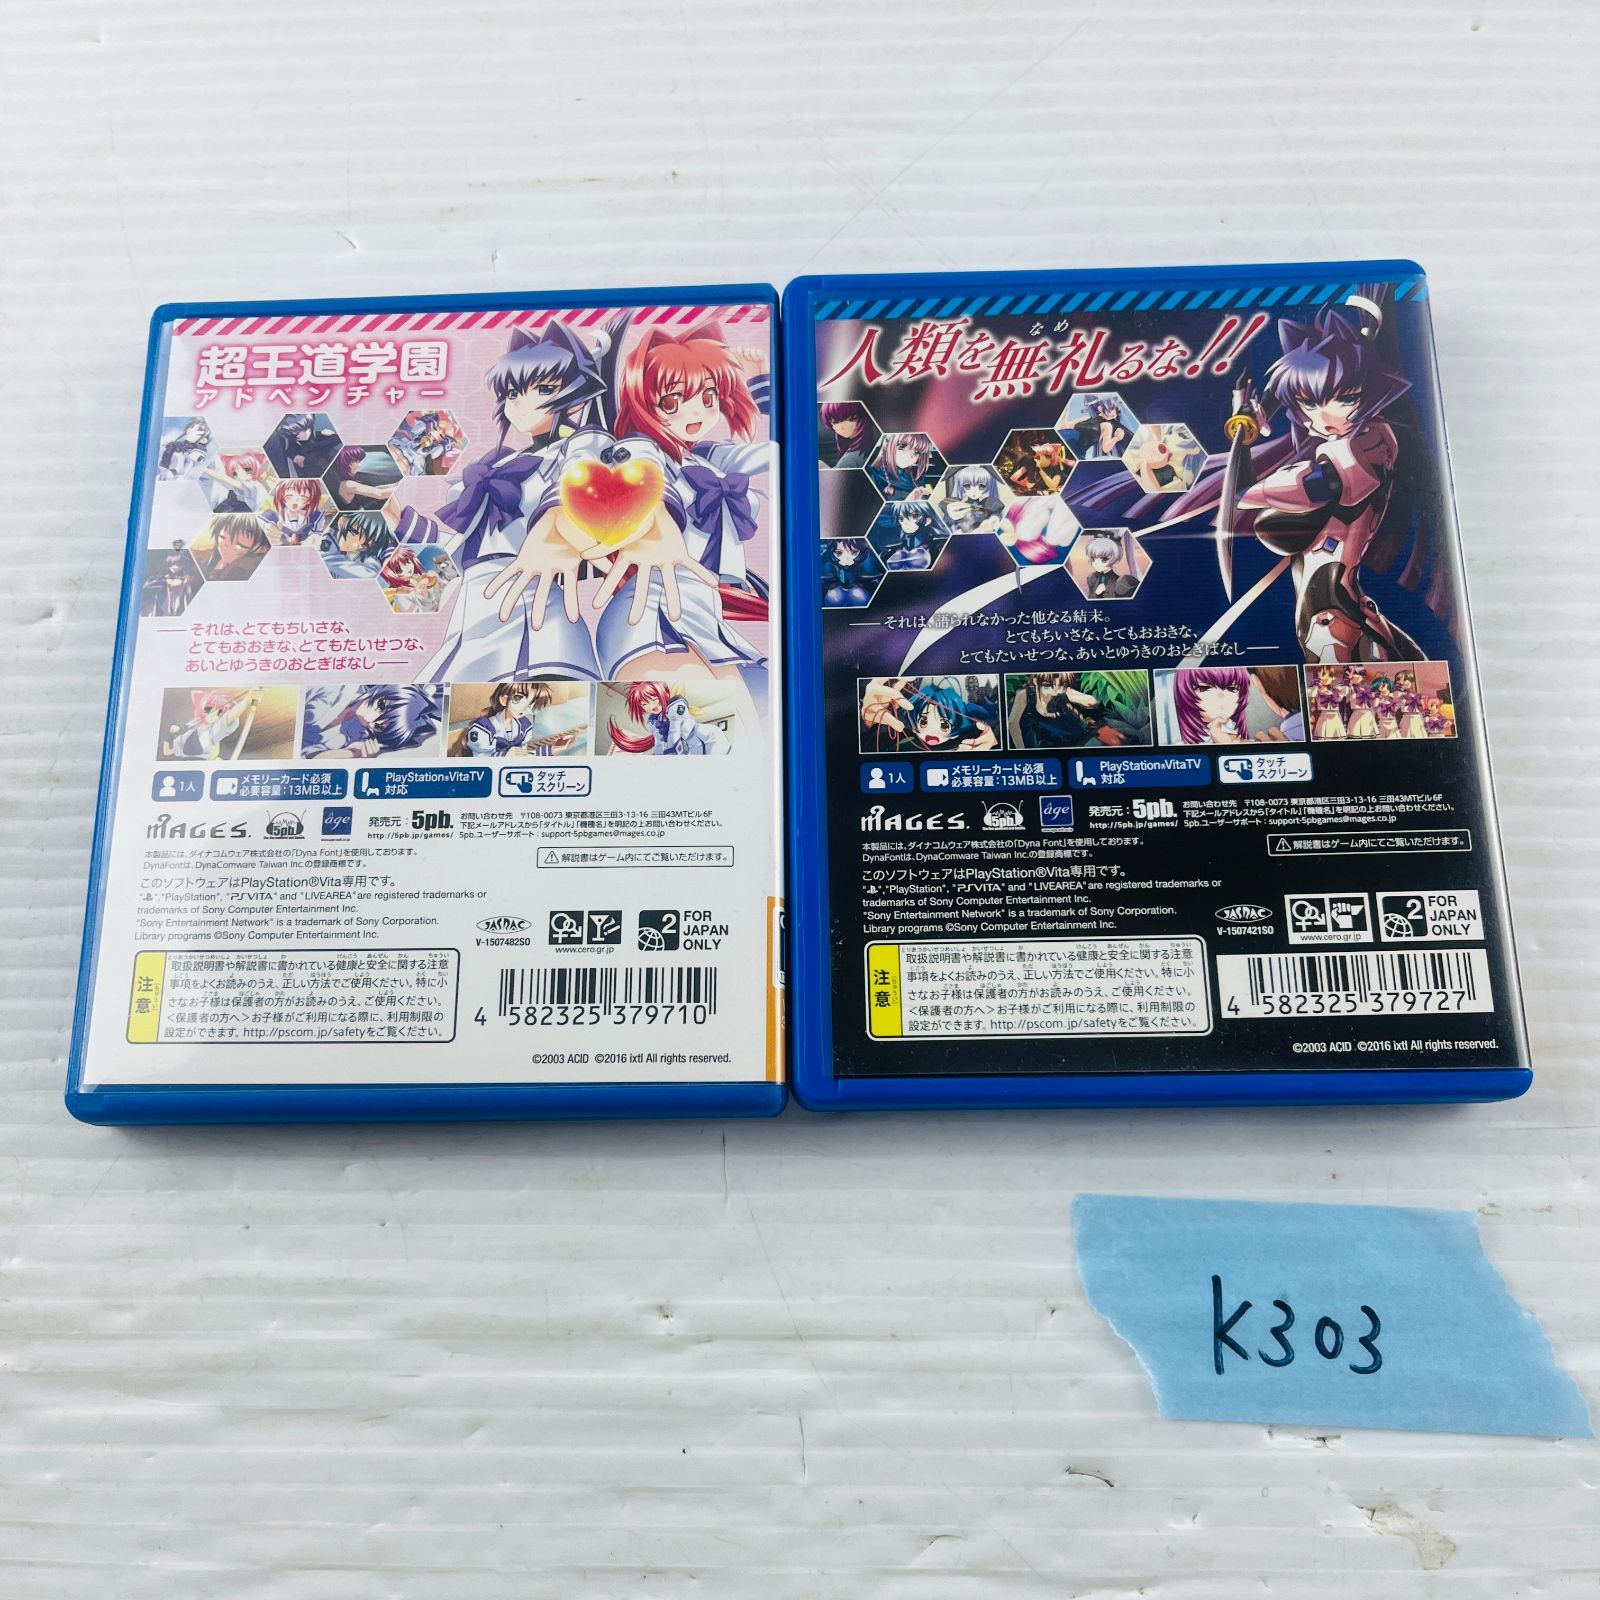 超王道学園
アドベンチャー
それは、とてもちいさな、
とてもおおきな、とてもたいせつな、
あいとゆうきのおとぎばなし
1人
メモリーカード必須
必要容量：13MB以上
PlayStation®VitaTV
対応
タッチ
スクリーン
MAGES.
5pb.
âge
発売元：5pb.
http://5pb.jp/games/
お問い合わせ先 〒108-0073 東京都港区三田3-13-16 三田43MTビル6F
下記メールアドレスから「タイトル」「機種名」を明記の上お問い合わせください。
5pb.ユーザーサポート：support-5pbgames@mages.co.jp
本製品には、ダイナコムウェア株式会社の「Dyna Font」を使用しております。
DynaFontは、DynaComware Taiwan Inc.の登録商標です。
解説書はゲーム内にてご覧いただけます。
このソフトウェアはPlayStation®Vita専用です。
"PlayStation", "PSVITA" and "LIVEAREA" are registered trademarks or
trademarks of Sony Computer Entertainment Inc.
"Sony Entertainment Network" is a trademark of Sony Corporation.
Library programs ©Sony Computer Entertainment Inc.
JASRAC
V-1507482SO
www.cero.gr.jp
2
FOR
JAPAN
ONLY
注意
取扱説明書や解説書に書かれている健康と安全に関する注意
事項をよくお読みのうえ、正しい方法でご使用ください。特に小
さなお子様は保護者の方がお読みのうえ、ご使用ください。
＜保護者の方へ＞お子様がご利用になる際に、利用制限の
設定ができます。http://pscom.jp/safetyをご覧ください。
4 582325 379710
©2003 ACID ©2016 ixtl All rights reserved.
人類を無礼るな!!
なめ
それは、語られなかった他なる結末。
とてもちいさな、とてもおおきな、
とてもたいせつな、あいとゆうきのおとぎばなし
1人
メモリーカード必須
必要容量：13MB以上
PlayStation®VitaTV
対応
タッチ
スクリーン
MAGES.
5pb.
âge
発売元：5pb.
http://5pb.jp/games/
お問い合わせ先 〒108-0073 東京都港区三田3-13-16 三田43MTビル6F
下記メールアドレスから「タイトル」「機種名」を明記の上お問い合わせください。
5pb.ユーザーサポート：support-5pbgames@mages.co.jp
本製品には、ダイナコムウェア株式会社の「Dyna Font」を使用しております。
DynaFontは、DynaComware Taiwan Inc.の登録商標です。
解説書はゲーム内にてご覧いただけます。
このソフトウェアはPlayStation®Vita専用です。
"PlayStation", "PSVITA" and "LIVEAREA" are registered trademarks or
trademarks of Sony Computer Entertainment Inc.
"Sony Entertainment Network" is a trademark of Sony Corporation.
Library programs ©Sony Computer Entertainment Inc.
JASRAC
V-1507421SO
www.cero.gr.jp
2
FOR
JAPAN
ONLY
注意
取扱説明書や解説書に書かれている健康と安全に関する注意
事項をよくお読みのうえ、正しい方法でご使用ください。特に小
さなお子様は保護者の方がお読みのうえ、ご使用ください。
＜保護者の方へ＞お子様がご利用になる際に、利用制限の
設定ができます。http://pscom.jp/safetyをご覧ください。
4 582325 379727
©2003 ACID ©2016 ixtl All rights reserved.
K303